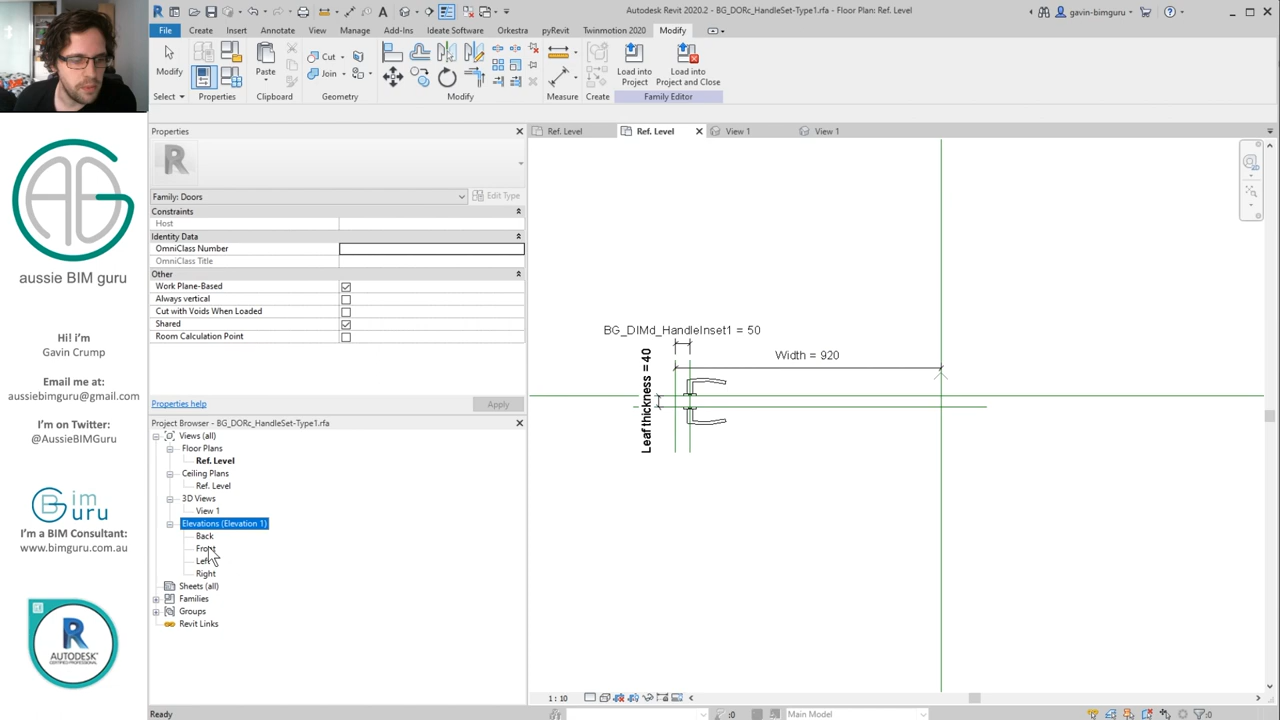 Autodesk Revit 2020.2 - BG_DORc_HandleSet-Type1.rfa - Floor Plan: Ref. Level
gavin-bimguru
File
Create
Insert
Annotate
View
Manage
Add-Ins
Ideate Software
Orkestra
pyRevit
Twinmotion 2020
Modify
Modify
Paste
Cut
Join
Load into
Project
Load into
Project and Close
Select
Properties
Clipboard
Geometry
Modify
Measure
Create
Family Editor
Properties
Ref. Level
Ref. Level
View 1
View 1
R
Family: Doors
Edit Type
Constraints
Host
Identity Data
OmniClass Number
OmniClass Title
Other
Work Plane-Based
Always vertical
Cut with Voids When Loaded
Shared
Room Calculation Point
Properties help
Apply
Project Browser - BG_DORc_HandleSet-Type1.rfa
Views (all)
Floor Plans
Ref. Level
Ceiling Plans
Ref. Level
3D Views
View 1
Elevations (Elevation 1)
Back
Front
Left
Right
Sheets (all)
Families
Groups
Revit Links
BG_DIMd_HandleInset1 = 50
Width = 920
Leafthickness = 40
1 : 10
Ready
:0
Main Model
:0
aussie BIM guru
Hi! i'm
Gavin Crump
Email me at:
aussiebimguru@gmail.com
I'm on Twitter:
@AussieBIMGuru
Bim
Guru
I'm a BIM Consultant:
www.bimguru.com.au
R
AUTODESK
CERTIFIED PROFESSIONAL